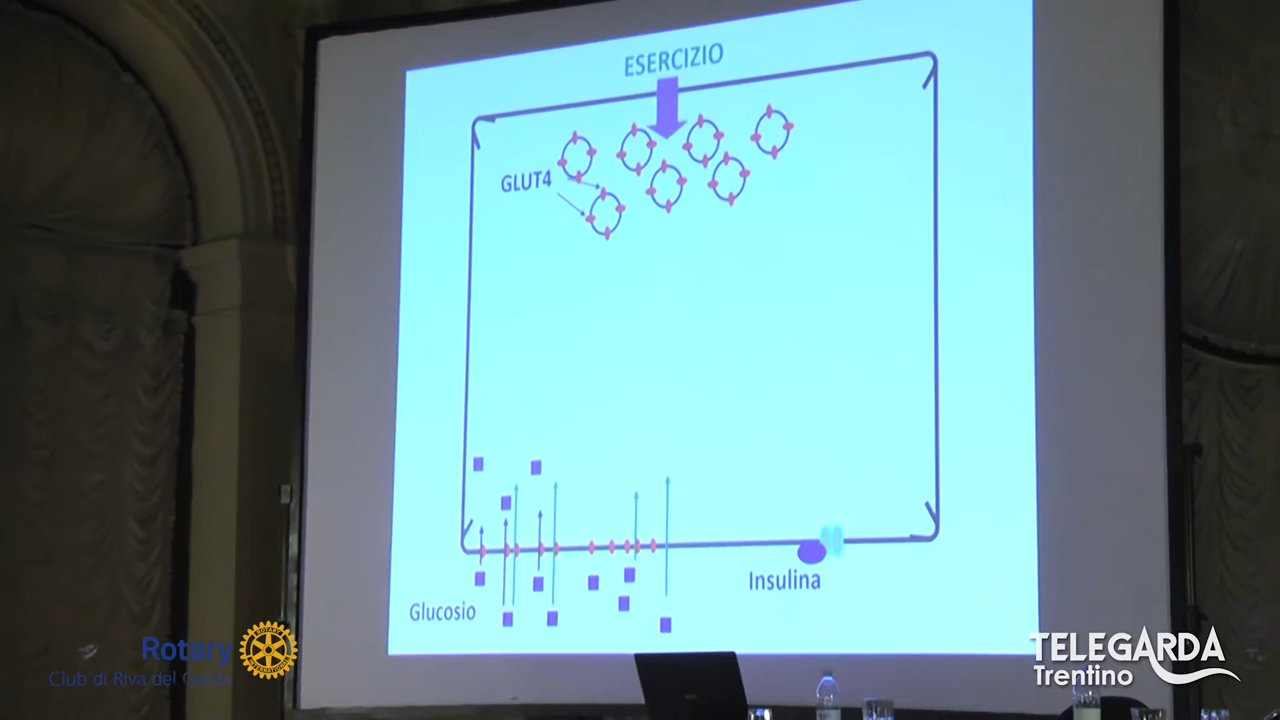 ESERCIZIO
GLUT4
Insulina
Glucosio
Rotary
Club di Riva del Garda
TELEGARDA
Trentino